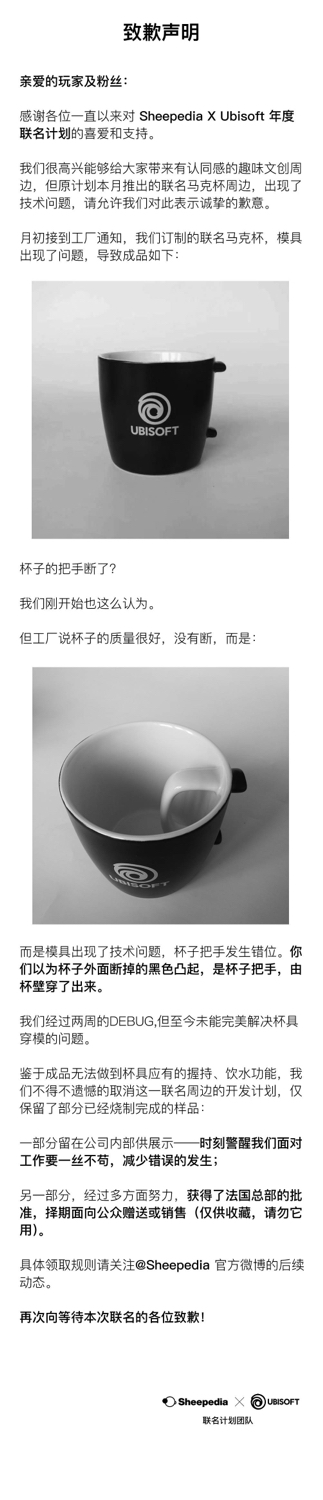 致歉声明
亲爱的玩家及粉丝：
感谢各位一直以来对 Sheepedia X Ubisoft 年度
联名计划的喜爱和支持。
我们很高兴能够给大家带来有认同感的趣味文创周
边，但原计划本月推出的联名马克杯周边，出现了
技术问题，请允许我们对此表示诚挚的歉意。
月初接到工厂通知，我们订制的联名马克杯，模具
出现了问题，导致成品如下：
UBISOFT
杯子的把手断了？
我们刚开始也这么认为。
但工厂说杯子的质量很好，没有断，而是：
UBISOFT
而是模具出现了技术问题，杯子把手发生错位。你
们以为杯子外面断掉的黑色凸起，是杯子把手，由
杯壁穿了出来。
我们经过两周的DEBUG,但至今未能完美解决杯具
穿模的问题。
鉴于成品无法做到杯具应有的握持、饮水功能，我
们不得不遗憾的取消这一联名周边的开发计划，仅
保留了部分已经烧制完成的样品：
一部分留在公司内部供展示——时刻警醒我们面对
工作要一丝不苟，减少错误的发生；
另一部分，经过多方面努力，获得了法国总部的批
准，择期面向公众赠送或销售（仅供收藏，请勿它
用）。
具体领取规则请关注@Sheepedia 官方微博的后续
动态。
再次向等待本次联名的各位致歉！
Sheepedia × UBISOFT
联名计划团队